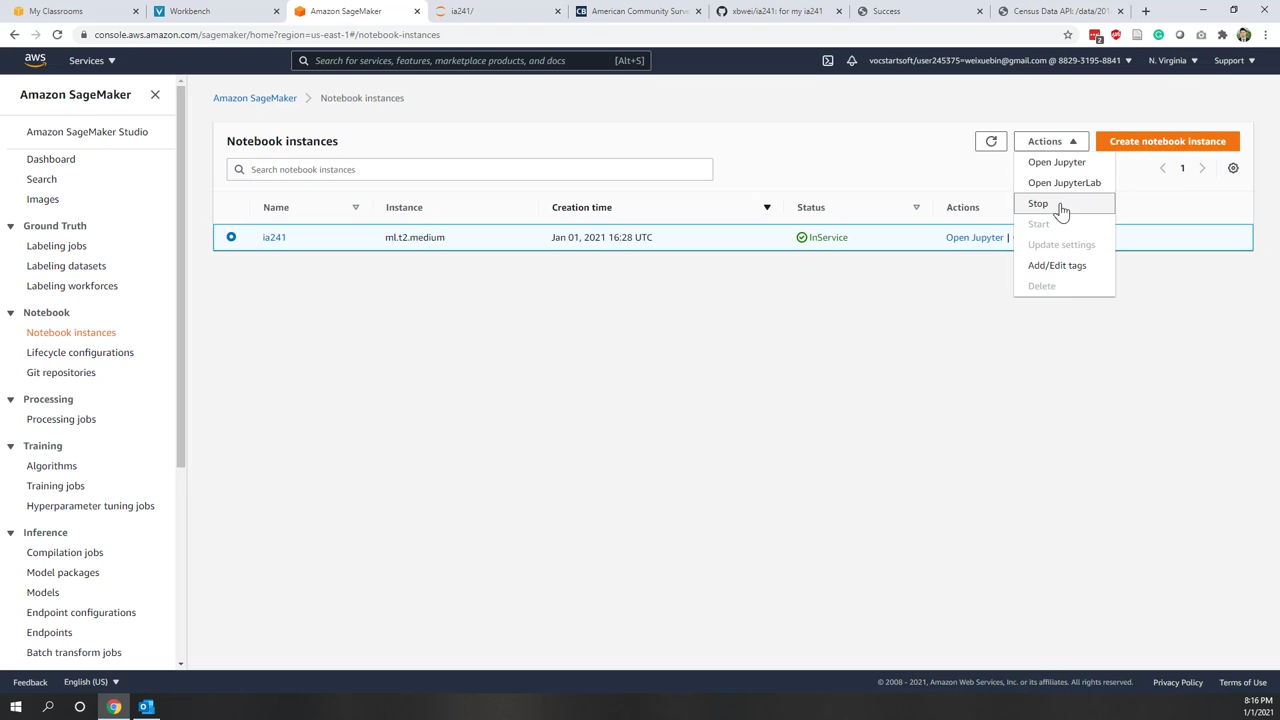 My Classrooms
Workbench
Amazon SageMaker
ia241/
American Community Surve
xbwei/ia241: for my ia241
Success
Census Data API: /data/201
console.aws.amazon.com/sagemaker/home?region=us-east-1#/notebook-instances
2
aws
Services
Search for services, features, marketplace products, and docs
[Alt+S]
vocstartsoft/user245375=weixuebin@gmail.com @ 8829-3195-8841
N. Virginia
Support
Amazon SageMaker
Amazon SageMaker Studio
Dashboard
Search
Images
Ground Truth
Labeling jobs
Labeling datasets
Labeling workforces
Notebook
Notebook instances
Lifecycle configurations
Git repositories
Processing
Processing jobs
Training
Algorithms
Training jobs
Hyperparameter tuning jobs
Inference
Compilation jobs
Model packages
Models
Endpoint configurations
Endpoints
Batch transform jobs
Amazon SageMaker
Notebook instances
Notebook instances
Actions
Create notebook instance
Search notebook instances
1
Name
Instance
Creation time
Status
Actions
ia241
ml.t2.medium
Jan 01, 2021 16:28 UTC
InService
Open Jupyter |
Open Jupyter
Open JupyterLab
Stop
Start
Update settings
Add/Edit tags
Delete
Feedback
English (US)
© 2008 - 2021, Amazon Web Services, Inc. or its affiliates. All rights reserved.
Privacy Policy
Terms of Use
8:16 PM
1/1/2021